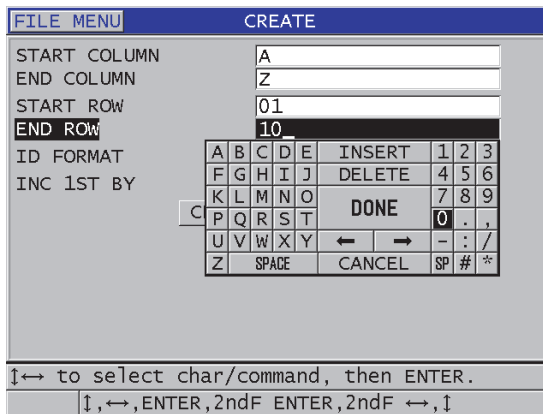 FILE MENU CREATE
START COLUMN A
END COLUMN Z
START ROW 01
END ROW 10_
ID FORMAT
INC 1ST BY
A B C D E INSERT 1 2 3
F G H I J DELETE 4 5 6
K L M N O DONE 7 8 9
P Q R S T 0 . ,
U V W X Y ← → - : /
Z SPACE CANCEL SP # *
↕↔ to select char/command, then ENTER.
↕,↔,ENTER,2ndF ENTER,2ndF ↔,↕